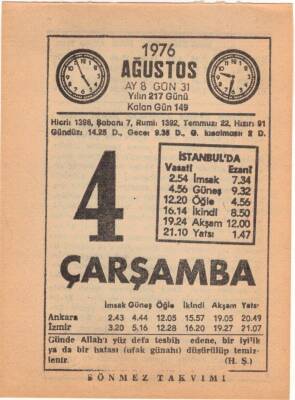 1976
AĞUSTOS
AY 8 GÜN 31
Yılın 217 Günü
Kalan Gün 149
Hicrî 1396, Şaban: 7, Rumî: 1392, Temmuz: 22, Hızır: 91
Gündüz: 14.25 D., Gece: 9.35 D., G. kısalması: 2 D.
4
İSTANBUL'DA
Vasatî Ezanî
2.54 İmsak 7.34
4.56 Güneş 9.32
12.20 Öğle 4.56
16.14 İkindi 8.50
19.24 Akşam 12.00
21.10 Yatsı 1.47
ÇARŞAMBA
İmsak Güneş Öğle İkindi Akşam Yatsı
Ankara 2.43 4.44 12.05 15.57 19.05 20.49
İzmir 3.20 5.16 12.28 16.20 19.27 21.07
Günde Allah'ı yüz defa tesbih edene, bir iyilik
ya da bir hatası (ufak günahı) düşürülüp temiz-
lenir. (H. Ş.)
SÖNMEZ TAKVİMİ